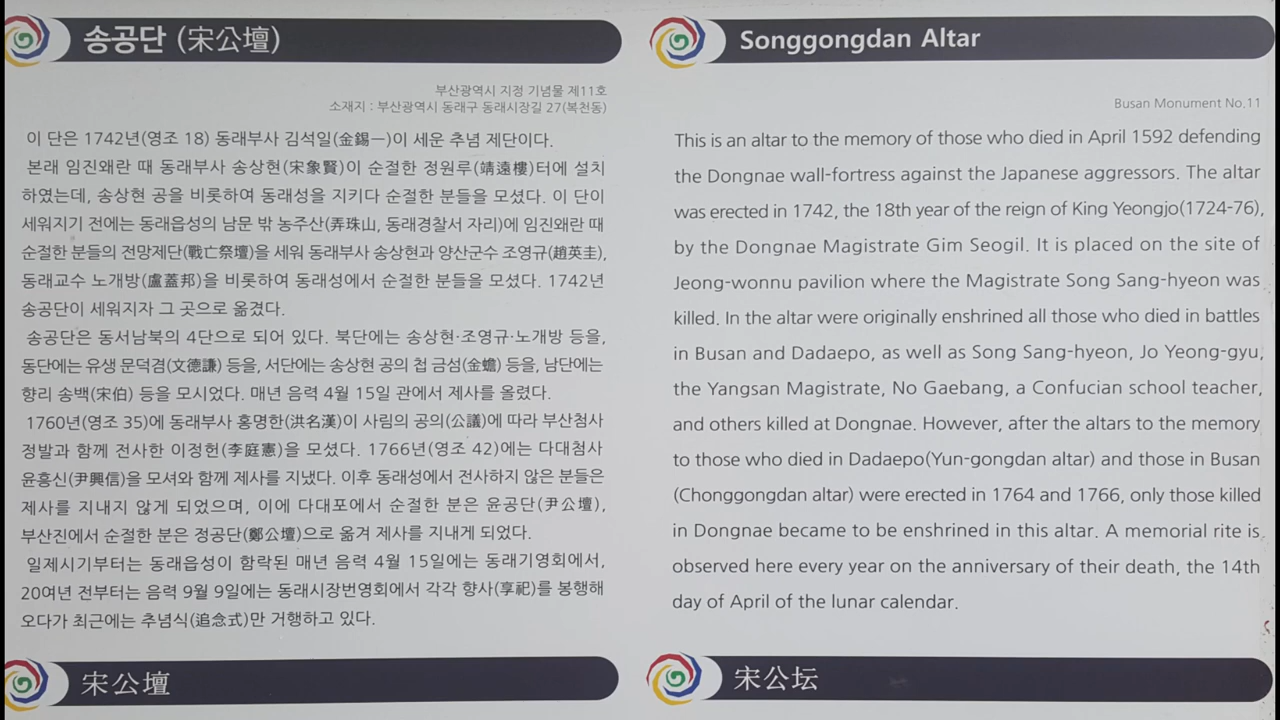 송공단 (宋公壇)
부산광역시 지정 기념물 제11호
소재지 : 부산광역시 동래구 동래시장길 27(복천동)
이 단은 1742년(영조 18) 동래부사 김석일(金錫一)이 세운 추념 제단이다.
본래 임진왜란 때 동래부사 송상현(宋象賢)이 순절한 정원루(靖遠樓)터에 설치
하였는데, 송상현 공을 비롯하여 동래성을 지키다 순절한 분들을 모셨다. 이 단이
세워지기 전에는 동래읍성의 남문 밖 농주산(弄珠山, 동래경찰서 자리)에 임진왜란 때
순절한 분들의 전망제단(戰亡祭壇)을 세워 동래부사 송상현과 양산군수 조영규(趙英圭),
동래교수 노개방(盧蓋邦)을 비롯하여 동래성에서 순절한 분들을 모셨다. 1742년
송공단이 세워지자 그 곳으로 옮겼다.
송공단은 동서남북의 4단으로 되어 있다. 북단에는 송상현·조영규·노개방 등을,
동단에는 유생 문덕겸(文德謙) 등을, 서단에는 송상현 공의 첩 금섬(金蟾) 등을, 남단에는
향리 송백(宋伯) 등을 모시었다. 매년 음력 4월 15일 관에서 제사를 올렸다.
1760년(영조 35)에 동래부사 홍명한(洪名漢)이 사림의 공의(公議)에 따라 부산첨사
정발과 함께 전사한 이정헌(李庭憲)을 모셨다. 1766년(영조 42)에는 다대첨사
윤흥신(尹興信)을 모셔와 함께 제사를 지냈다. 이후 동래성에서 전사하지 않은 분들은
제사를 지내지 않게 되었으며, 이에 다대포에서 순절한 분은 윤공단(尹公壇),
부산진에서 순절한 분은 정공단(鄭公壇)으로 옮겨 제사를 지내게 되었다.
일제시기부터는 동래읍성이 함락된 매년 음력 4월 15일에는 동래기영회에서,
20여년 전부터는 음력 9월 9일에는 동래시장번영회에서 각각 향사(享祀)를 봉행해
오다가 최근에는 추념식(追念式)만 거행하고 있다.
Songgongdan Altar
Busan Monument No.11
This is an altar to the memory of those who died in April 1592 defending
the Dongnae wall-fortress against the Japanese aggressors. The altar
was erected in 1742, the 18th year of the reign of King Yeongjo(1724-76),
by the Dongnae Magistrate Gim Seogil. It is placed on the site of
Jeong-wonnu pavilion where the Magistrate Song Sang-hyeon was
killed. In the altar were originally enshrined all those who died in battles
in Busan and Dadaepo, as well as Song Sang-hyeon, Jo Yeong-gyu,
the Yangsan Magistrate, No Gaebang, a Confucian school teacher,
and others killed at Dongnae. However, after the altars to the memory
to those who died in Dadaepo(Yun-gongdan altar) and those in Busan
(Chonggongdan altar) were erected in 1764 and 1766, only those killed
in Dongnae became to be enshrined in this altar. A memorial rite is
observed here every year on the anniversary of their death, the 14th
day of April of the lunar calendar.
宋公壇
宋公坛